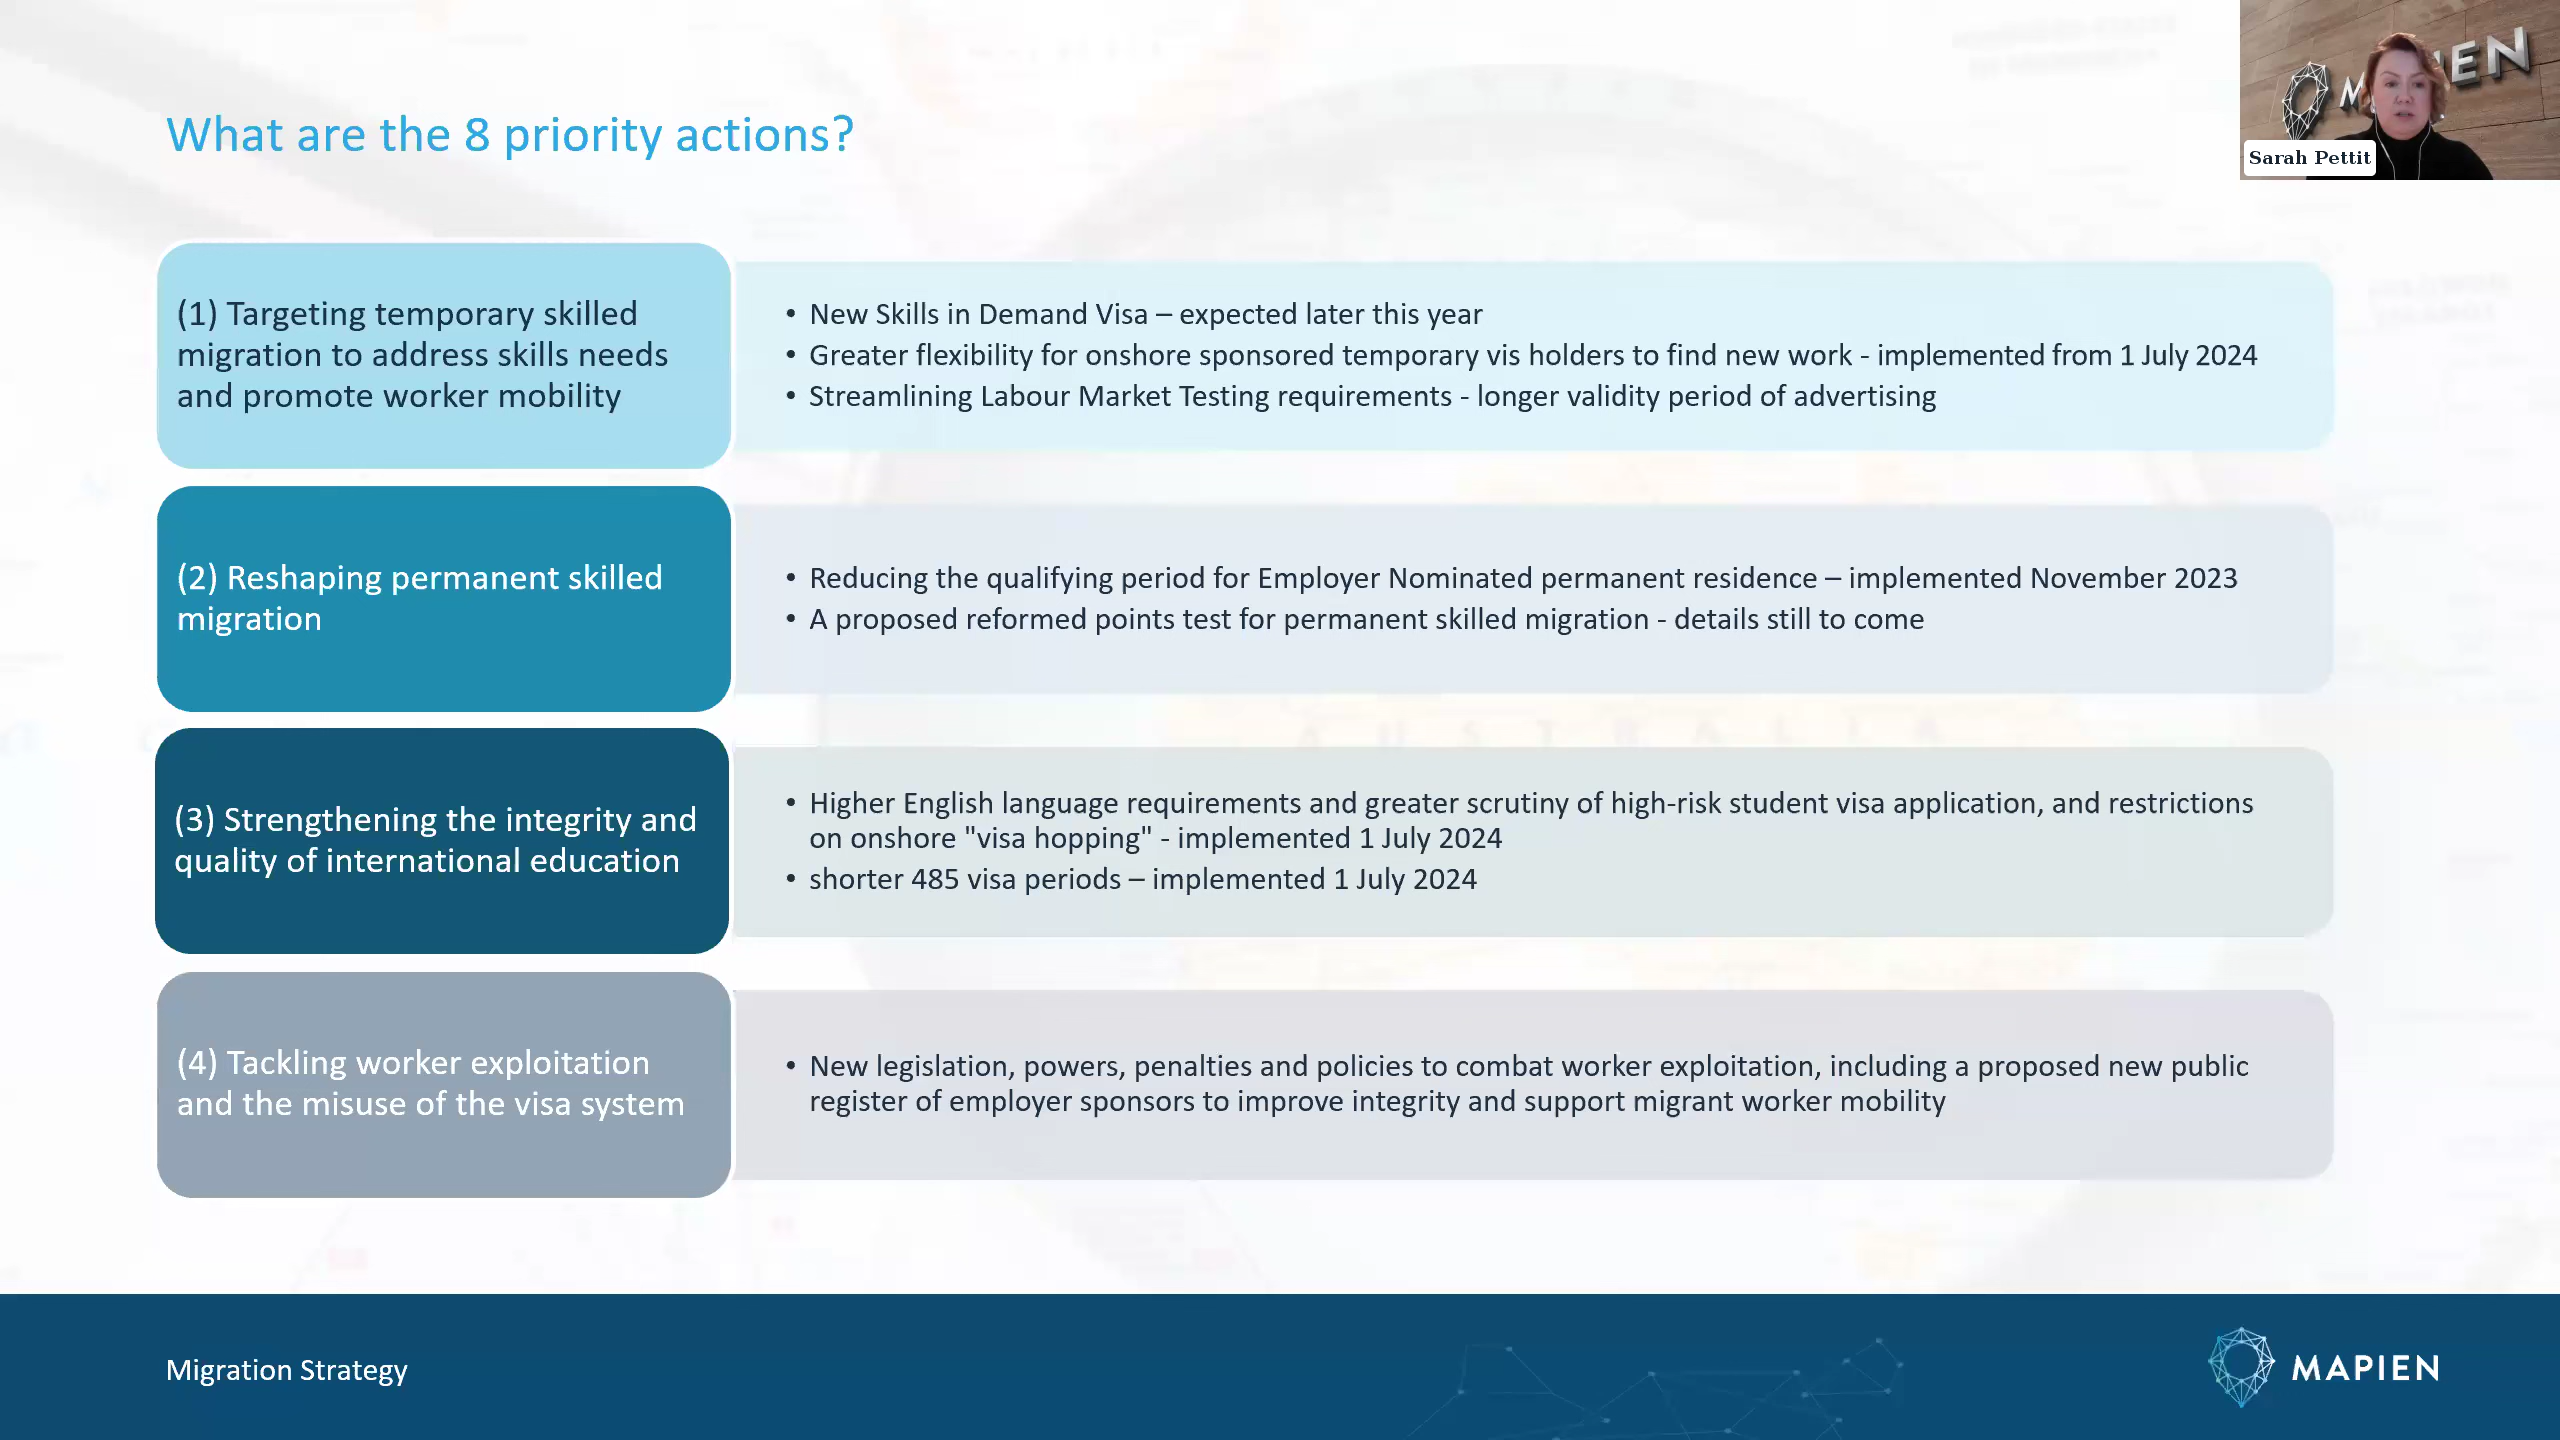 What are the 8 priority actions?
MAPIEN
Sarah Pettit
(1) Targeting temporary skilled
migration to address skills needs
and promote worker mobility
• New Skills in Demand Visa – expected later this year
• Greater flexibility for onshore sponsored temporary vis holders to find new work - implemented from 1 July 2024
• Streamlining Labour Market Testing requirements - longer validity period of advertising
(2) Reshaping permanent skilled
migration
• Reducing the qualifying period for Employer Nominated permanent residence – implemented November 2023
• A proposed reformed points test for permanent skilled migration - details still to come
AUSTRALIA
(3) Strengthening the integrity and
quality of international education
• Higher English language requirements and greater scrutiny of high-risk student visa application, and restrictions
on onshore "visa hopping" - implemented 1 July 2024
• shorter 485 visa periods – implemented 1 July 2024
(4) Tackling worker exploitation
and the misuse of the visa system
• New legislation, powers, penalties and policies to combat worker exploitation, including a proposed new public
register of employer sponsors to improve integrity and support migrant worker mobility
Migration Strategy
MAPIEN